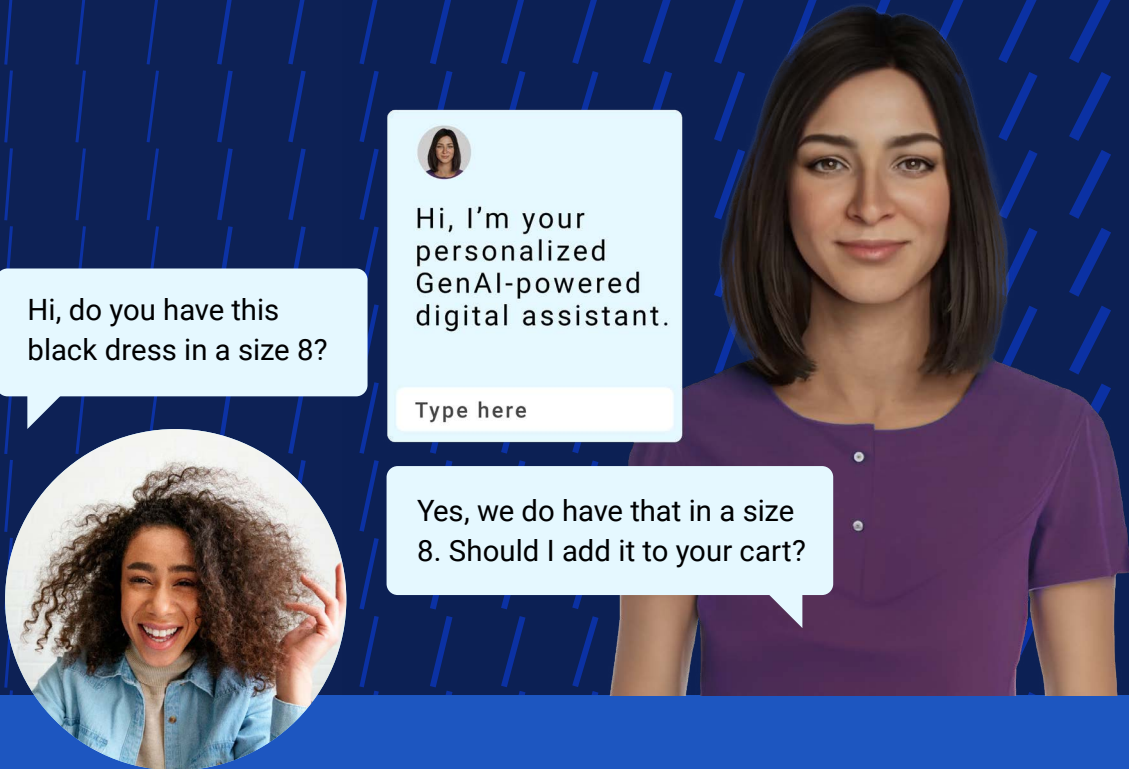 Hi, I’m your
personalized
GenAI-powered
digital assistant.
Type here
Hi, do you have this
black dress in a size 8?
Yes, we do have that in a size
8. Should I add it to your cart?